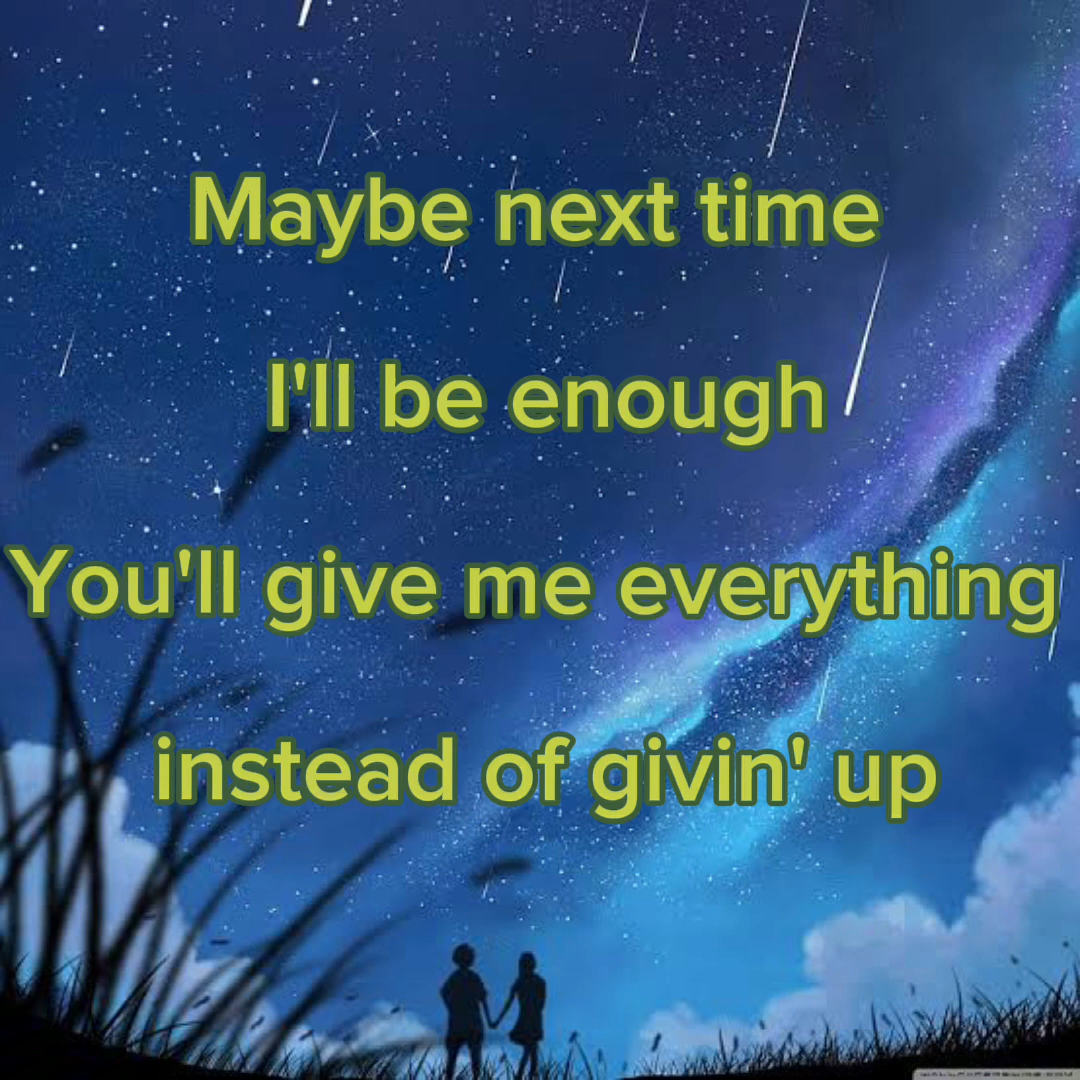 Maybe next time
I'll be enough
You'll give me everything
instead of givin' up